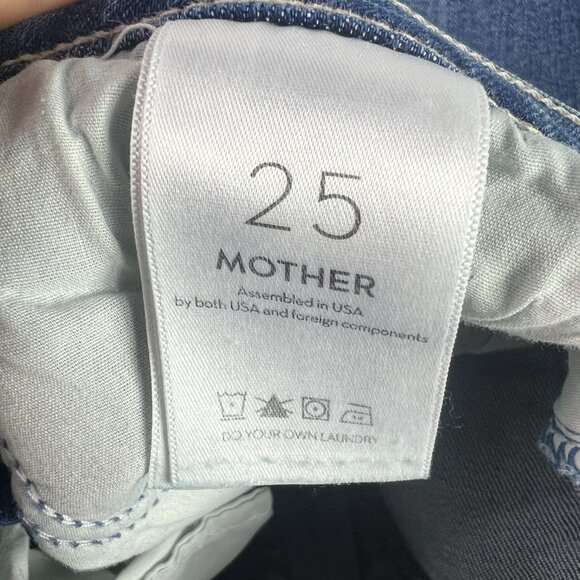 25
MOTHER
Assembled in USA
by both USA and foreign components
DO YOUR OWN LAUNDRY